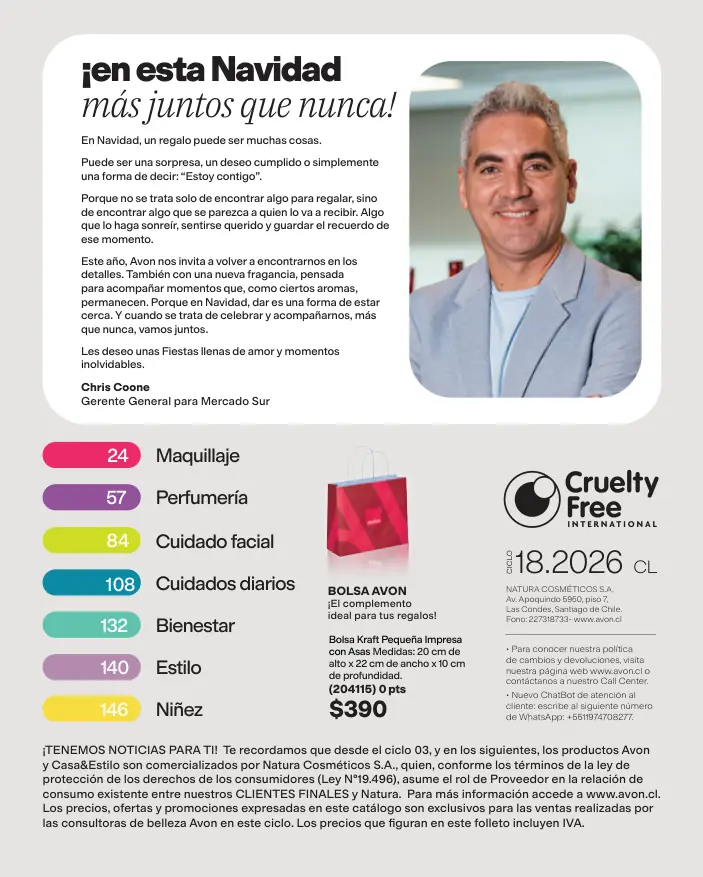 ¡en esta Navidad
más juntos que nunca!
En Navidad, un regalo puede ser muchas cosas.
Puede ser una sorpresa, un deseo cumplido o simplemente
una forma de decir: “Estoy contigo”.
Porque no se trata solo de encontrar algo para regalar, sino
de encontrar algo que se parezca a quien lo va a recibir. Algo
que lo haga sonreír, sentirse querido y guardar el recuerdo de
ese momento.
Este año, Avon nos invita a volver a encontrarnos en los
detalles. También con una nueva fragancia, pensada
para acompañar momentos que, como ciertos aromas,
permanecen. Porque en Navidad, dar es una forma de estar
cerca. Y cuando se trata de celebrar y acompañarnos, más
que nunca, vamos juntos.
Les deseo unas Fiestas llenas de amor y momentos
inolvidables.
Chris Coone
Gerente General para Mercado Sur
24 Maquillaje
57 Perfumería
84 Cuidado facial
108 Cuidados diarios
132 Bienestar
140 Estilo
146 Niñez
BOLSA AVON
¡El complemento
ideal para tus regalos!
Bolsa Kraft Pequeña Impresa
con Asas Medidas: 20 cm de
alto x 22 cm de ancho x 10 cm
de profundidad.
(204115) 0 pts
$390
Cruelty
Free
INTERNATIONAL
CICLO 18.2026 CL
NATURA COSMÉTICOS S.A.
Av. Apoquindo 5950, piso 7,
Las Condes, Santiago de Chile.
Fono: 227318733- www.avon.cl
• Para conocer nuestra política
de cambios y devoluciones, visita
nuestra página web www.avon.cl o
contáctanos a nuestro Call Center.
• Nuevo ChatBot de atención al
cliente: escribe al siguiente número
de WhatsApp: +5511974708277.
¡TENEMOS NOTICIAS PARA TI! Te recordamos que desde el ciclo 03, y en los siguientes, los productos Avon
y Casa&Estilo son comercializados por Natura Cosméticos S.A., quien, conforme los términos de la ley de
protección de los derechos de los consumidores (Ley N°19.496), asume el rol de Proveedor en la relación de
consumo existente entre nuestros CLIENTES FINALES y Natura. Para más información accede a www.avon.cl.
Los precios, ofertas y promociones expresadas en este catálogo son exclusivos para las ventas realizadas por
las consultoras de belleza Avon en este ciclo. Los precios que figuran en este folleto incluyen IVA.